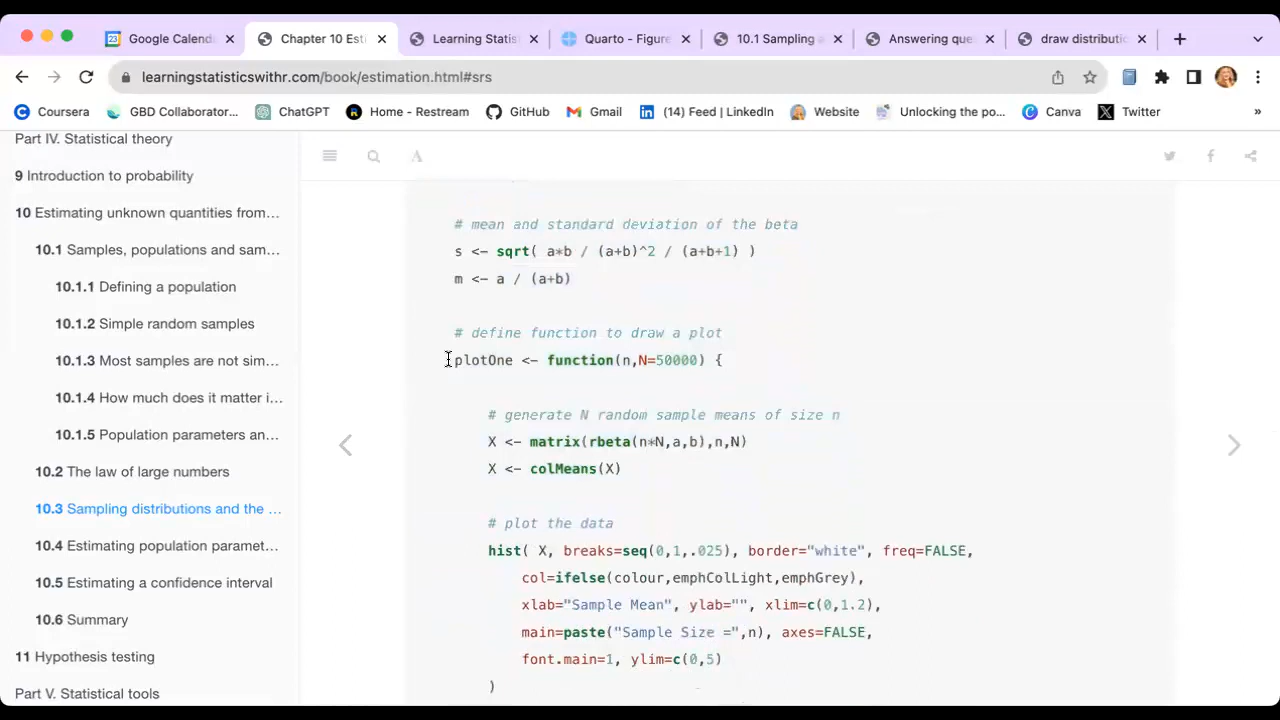 23 Google Calend
Chapter 10 Esti
Learning Statist
Quarto - Figure
10.1 Sampling a
Answering que
draw distributic
learningstatisticswithr.com/book/estimation.html#srs
Coursera
GBD Collaborator...
ChatGPT
Home - Restream
GitHub
Gmail
(14) Feed | LinkedIn
Website
Unlocking the po...
Canva
Twitter
»
Part IV. Statistical theory
9 Introduction to probability
10 Estimating unknown quantities from...
10.1 Samples, populations and sam...
10.1.1 Defining a population
10.1.2 Simple random samples
10.1.3 Most samples are not sim...
10.1.4 How much does it matter i...
10.1.5 Population parameters an...
10.2 The law of large numbers
10.3 Sampling distributions and the ...
10.4 Estimating population paramet...
10.5 Estimating a confidence interval
10.6 Summary
11 Hypothesis testing
Part V. Statistical tools
# mean and standard deviation of the beta
s <- sqrt( a*b / (a+b)^2 / (a+b+1) )
m <- a / (a+b)
# define function to draw a plot
plotOne <- function(n,N=50000) {
# generate N random sample means of size n
X <- matrix(rbeta(n*N,a,b),n,N)
X <- colMeans(X)
# plot the data
hist( X, breaks=seq(0,1,.025), border="white", freq=FALSE,
col=ifelse(colour,emphColLight,emphGrey),
xlab="Sample Mean", ylab="", xlim=c(0,1.2),
main=paste("Sample Size =",n), axes=FALSE,
font.main=1, ylim=c(0,5)
)